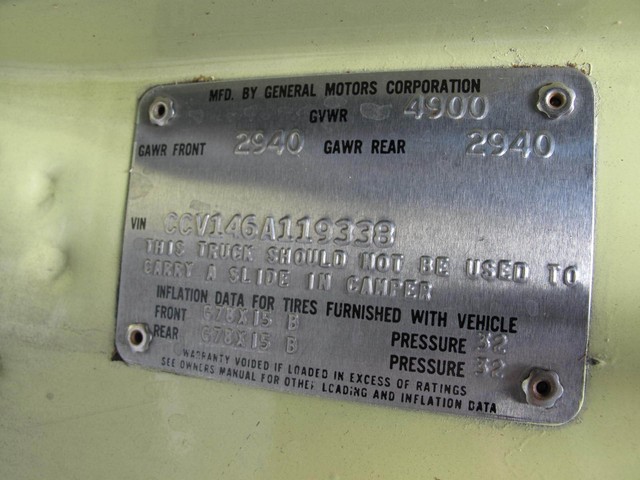 MFD. BY GENERAL MOTORS CORPORATION
GVWR 4900
GAWR FRONT 2940 GAWR REAR 2940
VIN CCV146A119338
THIS TRUCK SHOULD NOT BE USED TO
CARRY A SLIDE IN CAMPER
INFLATION DATA FOR TIRES FURNISHED WITH VEHICLE
FRONT G78X15 B PRESSURE 32
REAR G78X15 B PRESSURE 32
WARRANTY VOIDED IF LOADED IN EXCESS OF RATINGS
SEE OWNERS MANUAL FOR OTHER LOADING AND INFLATION DATA